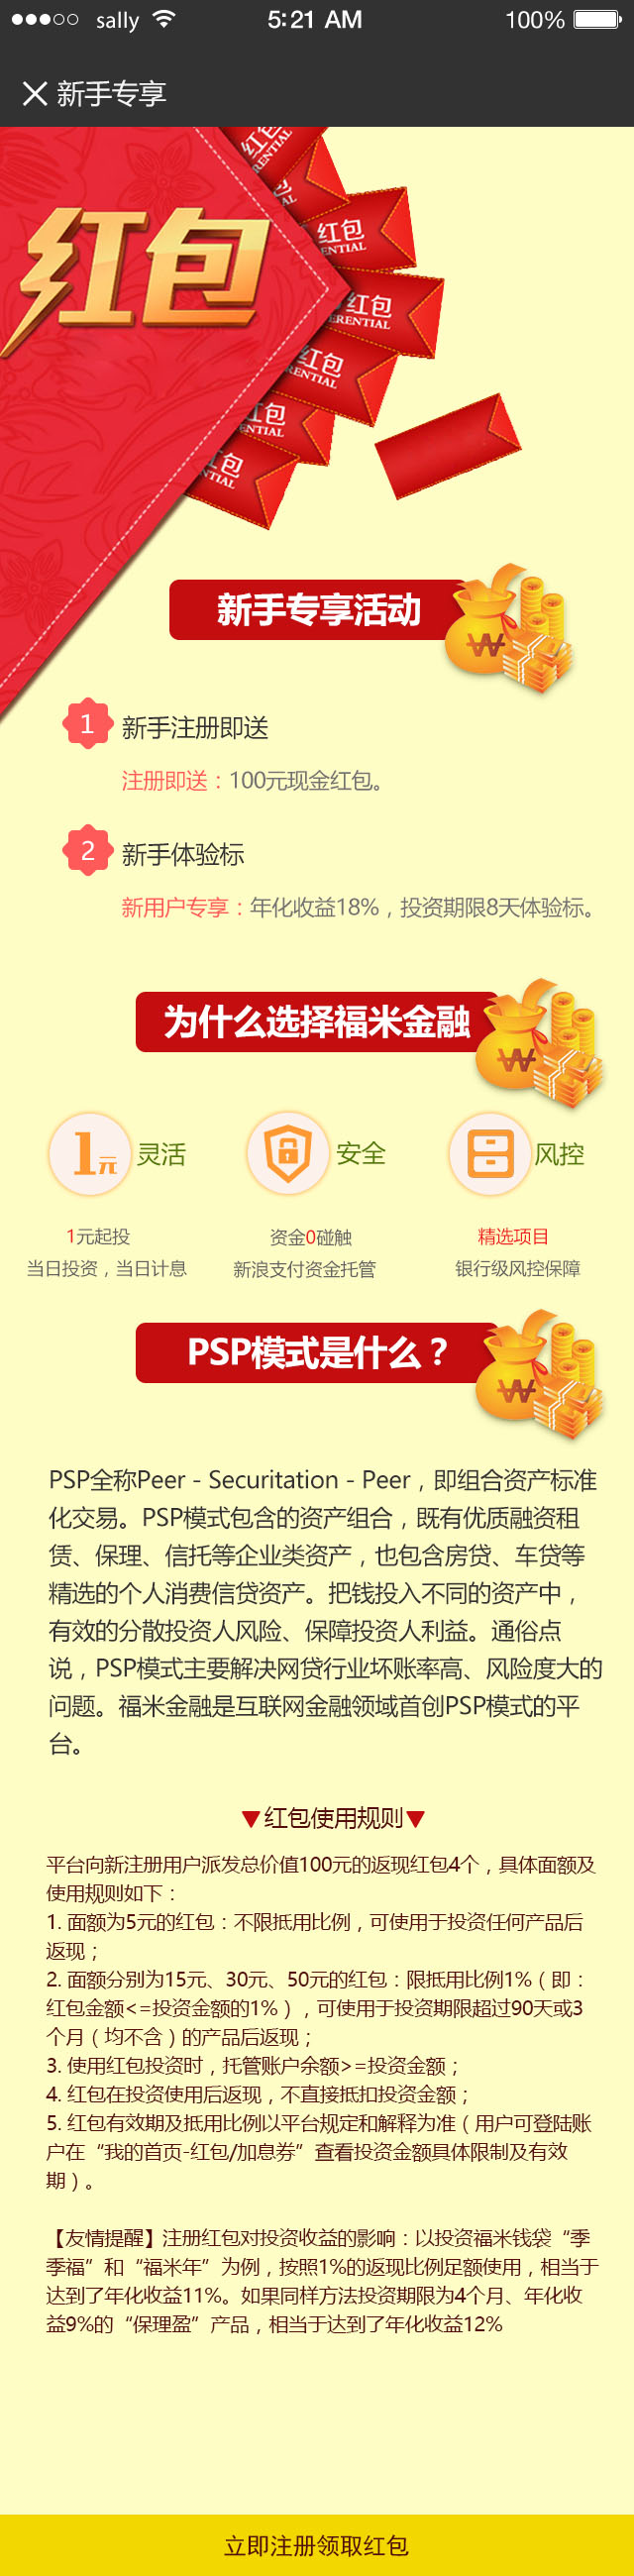 sally 5:21 AM 100%
新手专享
红包
红包
RENTIAL
包
AL
红包
ENTIAL
红包
ERENTIAL
红包
RENTIAL
红包
ENTIAL
红包
NTIAL
新手专享活动
1 新手注册即送
注册即送：100元现金红包。
2 新手体验标
新用户专享：年化收益18%，投资期限8天体验标。
为什么选择福米金融
1元 灵活 安全 风控
1元起投 资金0碰触 精选项目
当日投资，当日计息 新浪支付资金托管 银行级风控保障
PSP模式是什么？
PSP全称Peer - Securitation - Peer，即组合资产标准
化交易。PSP模式包含的资产组合，既有优质融资租
赁、保理、信托等企业类资产，也包含房贷、车贷等
精选的个人消费信贷资产。把钱投入不同的资产中，
有效的分散投资人风险、保障投资人利益。通俗点
说，PSP模式主要解决网贷行业坏账率高、风险度大的
问题。福米金融是互联网金融领域首创PSP模式的平
台。
▼红包使用规则▼
平台向新注册用户派发总价值100元的返现红包4个，具体面额及
使用规则如下：
1. 面额为5元的红包：不限抵用比例，可使用于投资任何产品后
返现；
2. 面额分别为15元、30元、50元的红包：限抵用比例1%（即：
红包金额<=投资金额的1%），可使用于投资期限超过90天或3
个月（均不含）的产品后返现；
3. 使用红包投资时，托管账户余额>=投资金额；
4. 红包在投资使用后返现，不直接抵扣投资金额；
5. 红包有效期及抵用比例以平台规定和解释为准（用户可登陆账
户在“我的首页-红包/加息券”查看投资金额具体限制及有效
期）。
【友情提醒】注册红包对投资收益的影响：以投资福米钱袋“季
季福”和“福米年”为例，按照1%的返现比例足额使用，相当于
达到了年化收益11%。如果同样方法投资期限为4个月、年化收
益9%的“保理盈”产品，相当于达到了年化收益12%
立即注册领取红包